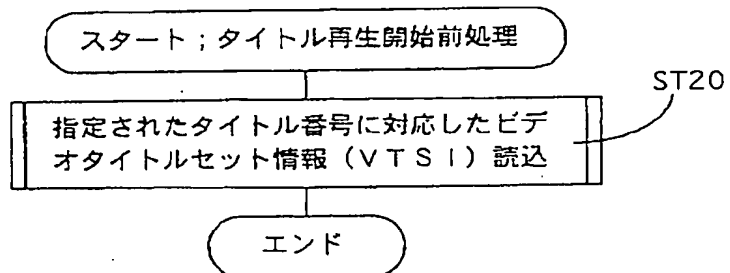 スタート；タイトル再生開始前処理
ST20
指定されたタイトル番号に対応したビデ
オタイトルセット情報（ＶＴＳＩ）読込
エンド